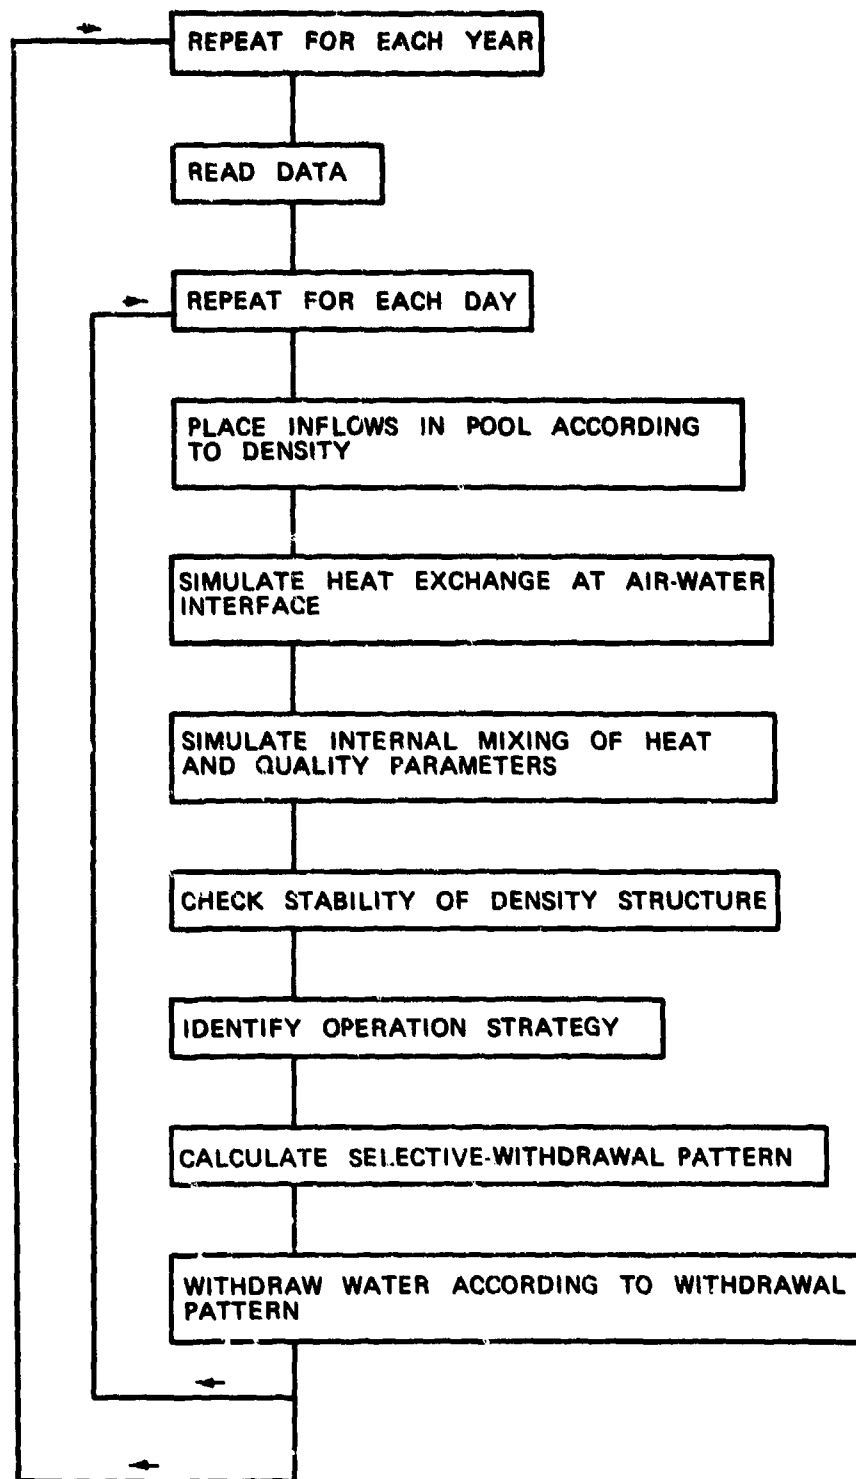 REPEAT FOR EACH YEAR
READ DATA
REPEAT FOR EACH DAY
PLACE INFLOWS IN POOL ACCORDING
TO DENSITY
SIMULATE HEAT EXCHANGE AT AIR-WATER
INTERFACE
SIMULATE INTERNAL MIXING OF HEAT
AND QUALITY PARAMETERS
CHECK STABILITY OF DENSITY STRUCTURE
IDENTIFY OPERATION STRATEGY
CALCULATE SELECTIVE-WITHDRAWAL PATTERN
WITHDRAW WATER ACCORDING TO WITHDRAWAL
PATTERN